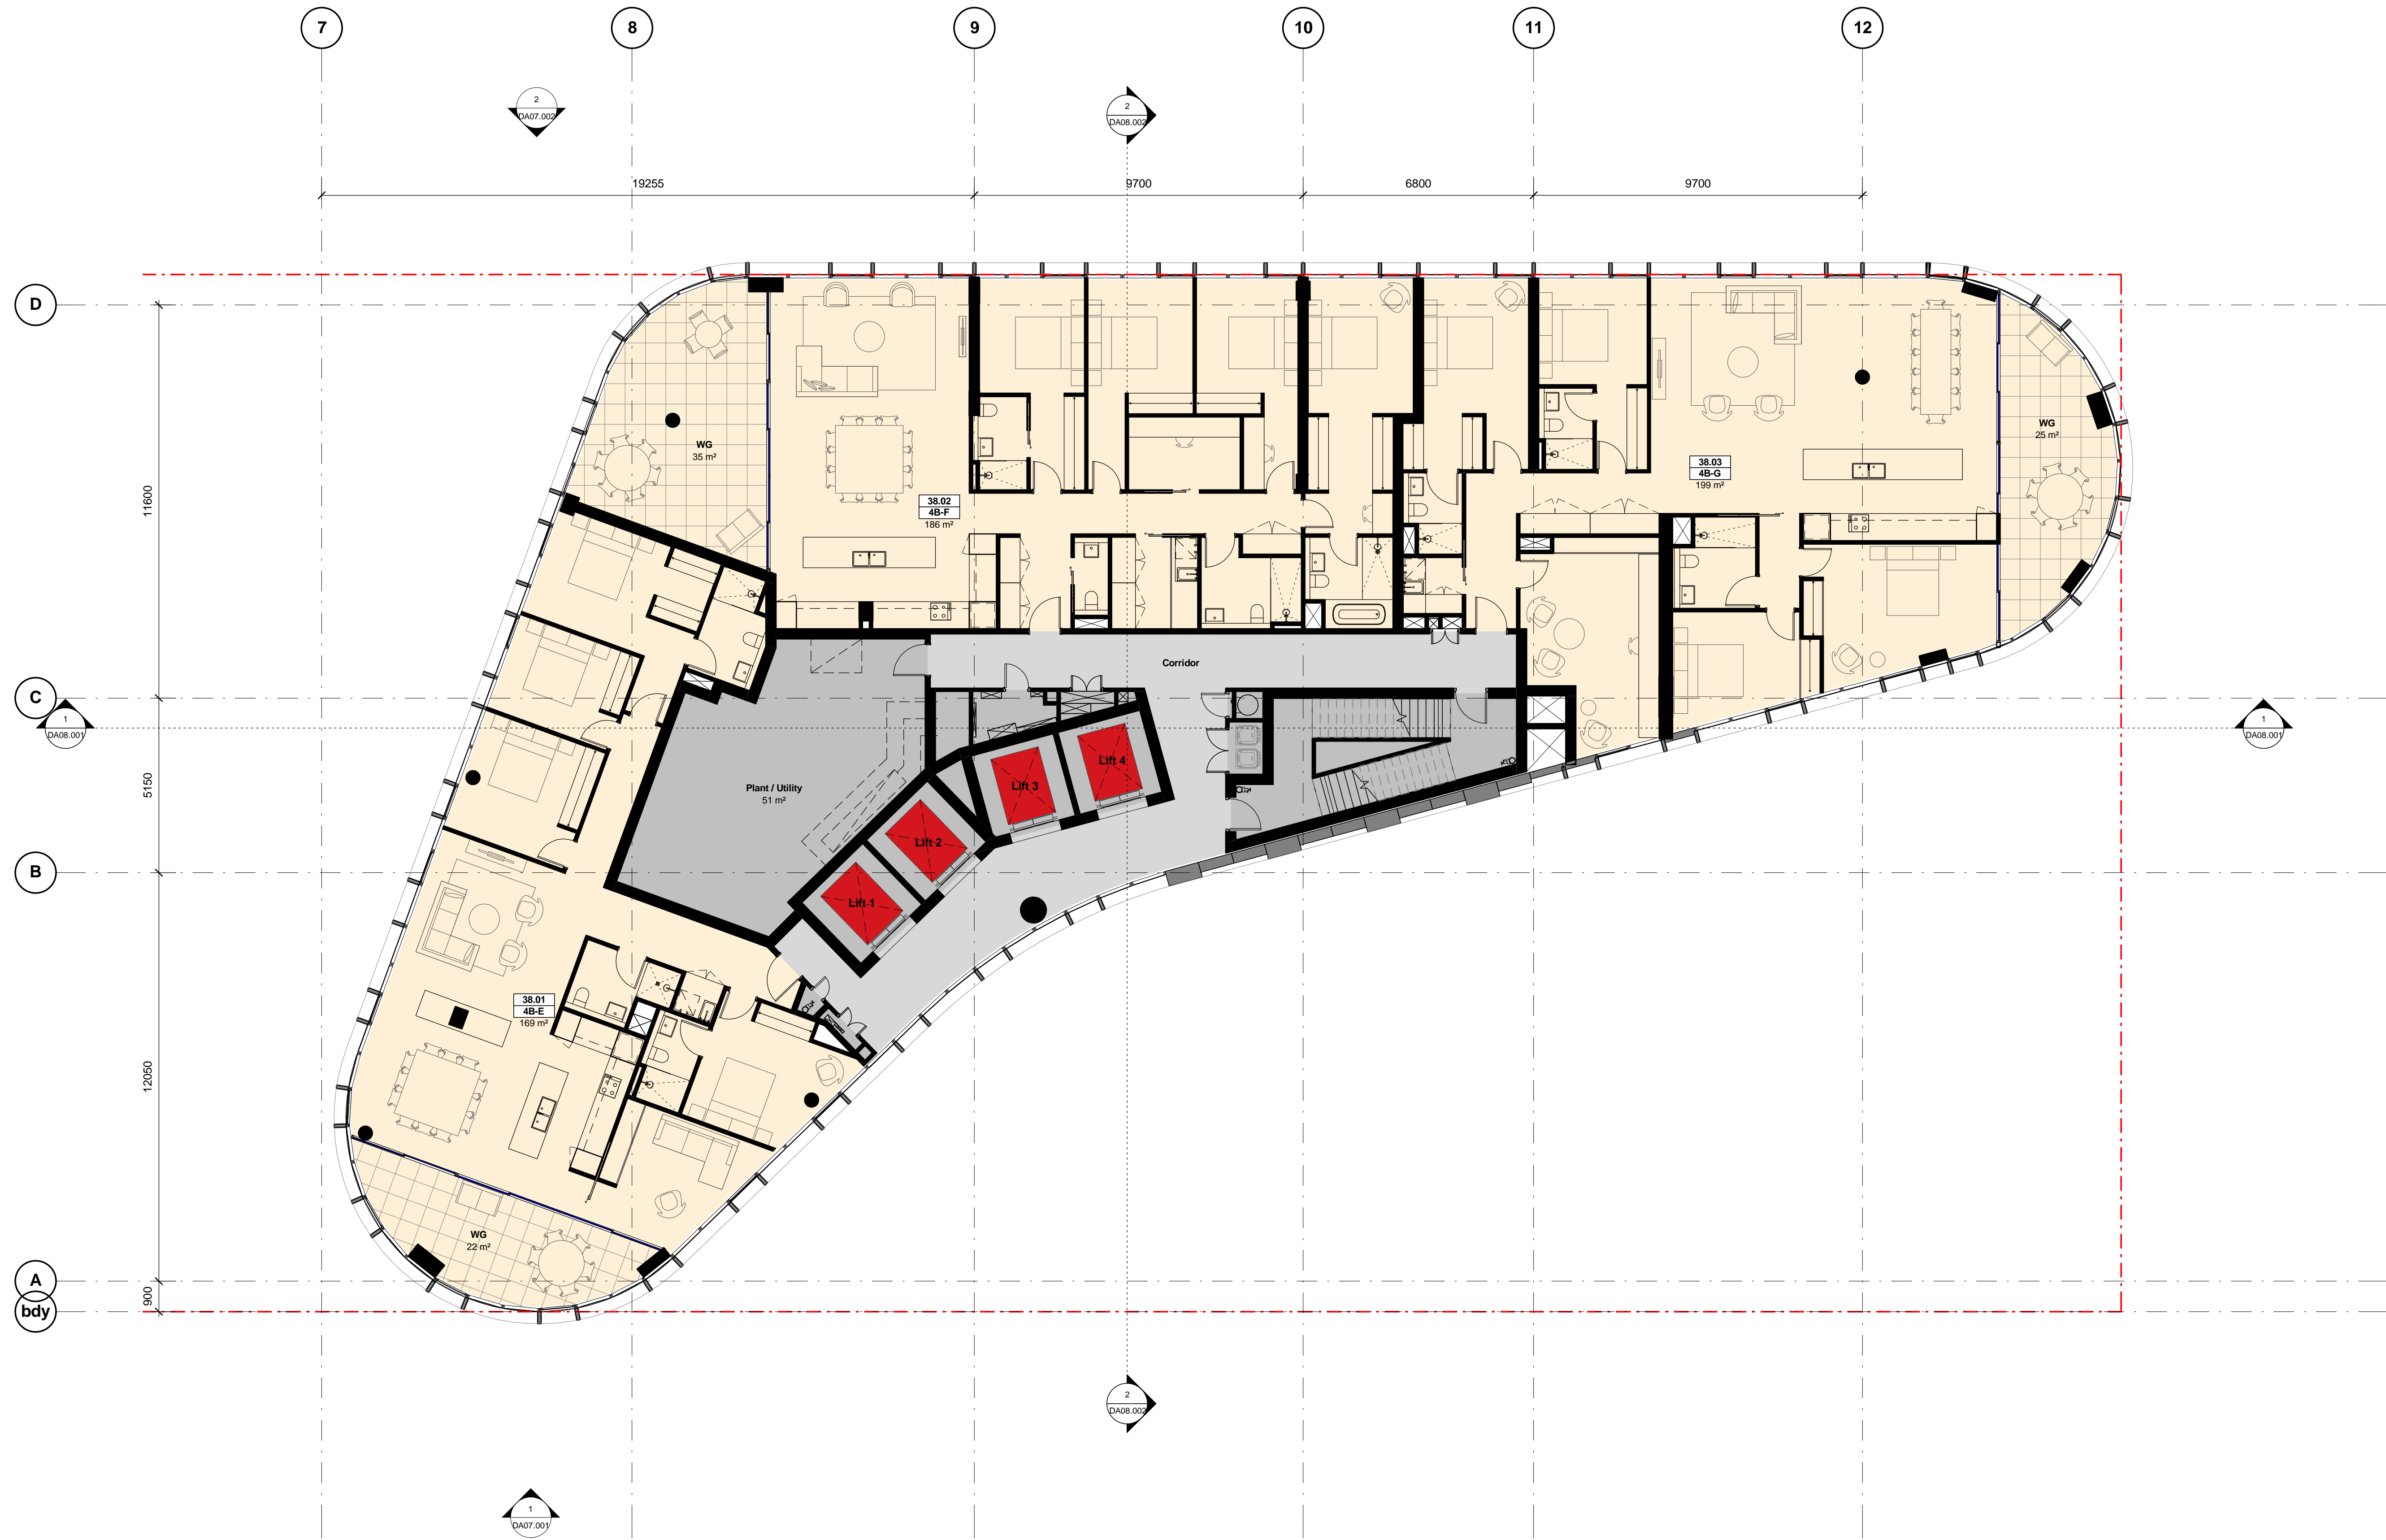 7
8
9
10
11
12
2
DA07.002
2
DA08.002
19255
9700
6800
9700
D
C
B
A
bdy
11600
5150
12050
900
WG
35 m²
38.02
4B-F
186 m²
38.03
4B-G
199 m²
WG
25 m²
Corridor
1
DA08.001
1
DA08.001
Plant / Utility
51 m²
Lift 4
Lift 3
Lift 2
Lift 1
38.01
4B-E
169 m²
WG
22 m²
2
DA08.002
1
DA07.001